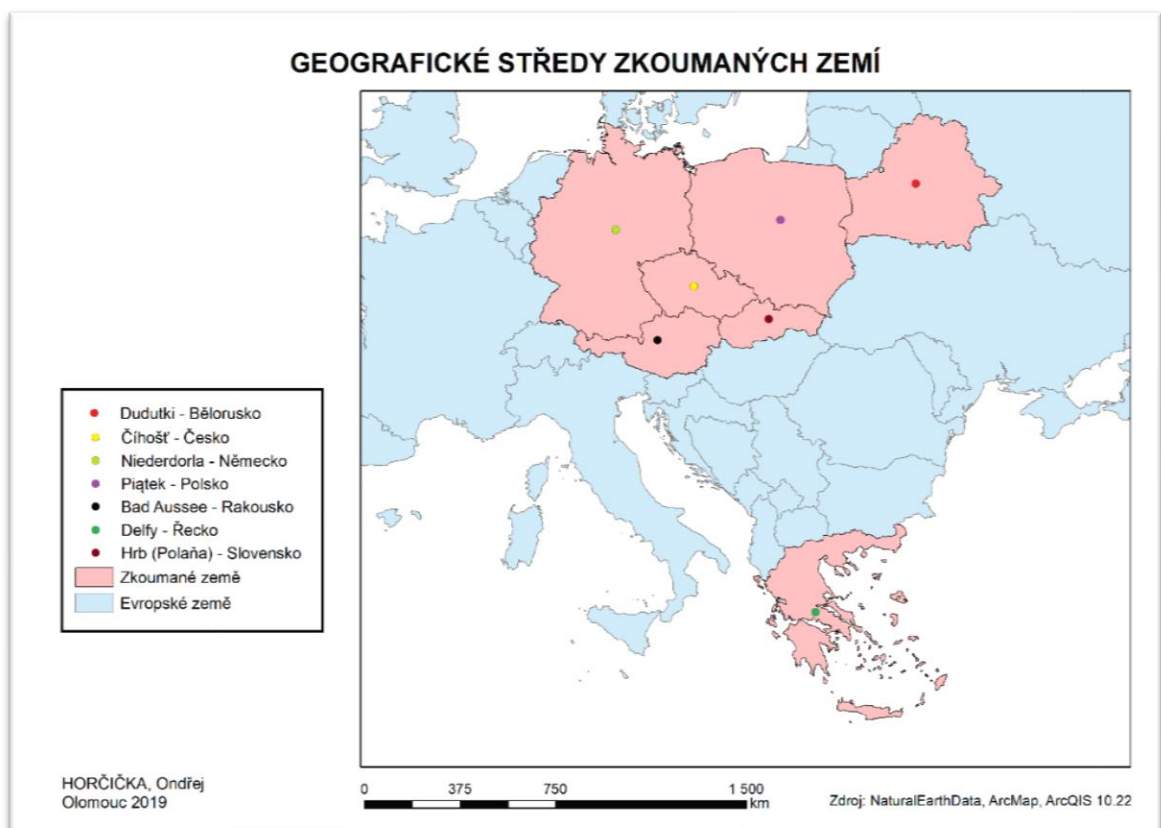 GEOGRAFICKÉ STŘEDY ZKOUMANÝCH ZEMÍ
Dudutki - Bělorusko
Číhošť - Česko
Niederdorla - Německo
Piątek - Polsko
Bad Aussee - Rakousko
Delfy - Řecko
Hrb (Polaňa) - Slovensko
Zkoumané země
Evropské země
HORČIČKA, Ondřej
Olomouc 2019
0 375 750 1 500
km
Zdroj: NaturalEarthData, ArcMap, ArcQIS 10.22